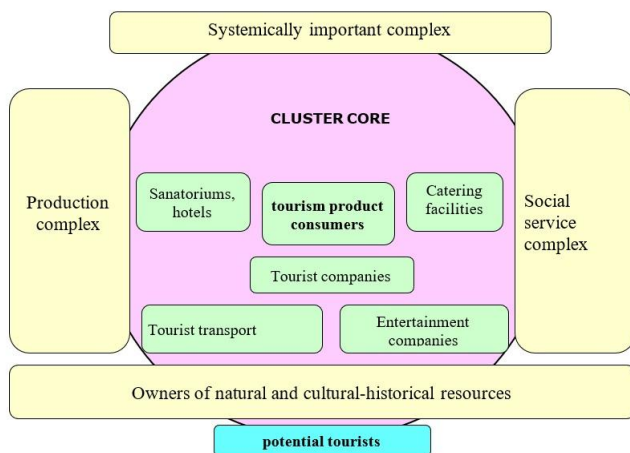 Systemically important complex
CLUSTER CORE
Production
complex
Sanatoriums,
hotels
tourism product
consumers
Catering
facilities
Social
service
complex
Tourist companies
Tourist transport
Entertainment
companies
Owners of natural and cultural-historical resources
potential tourists